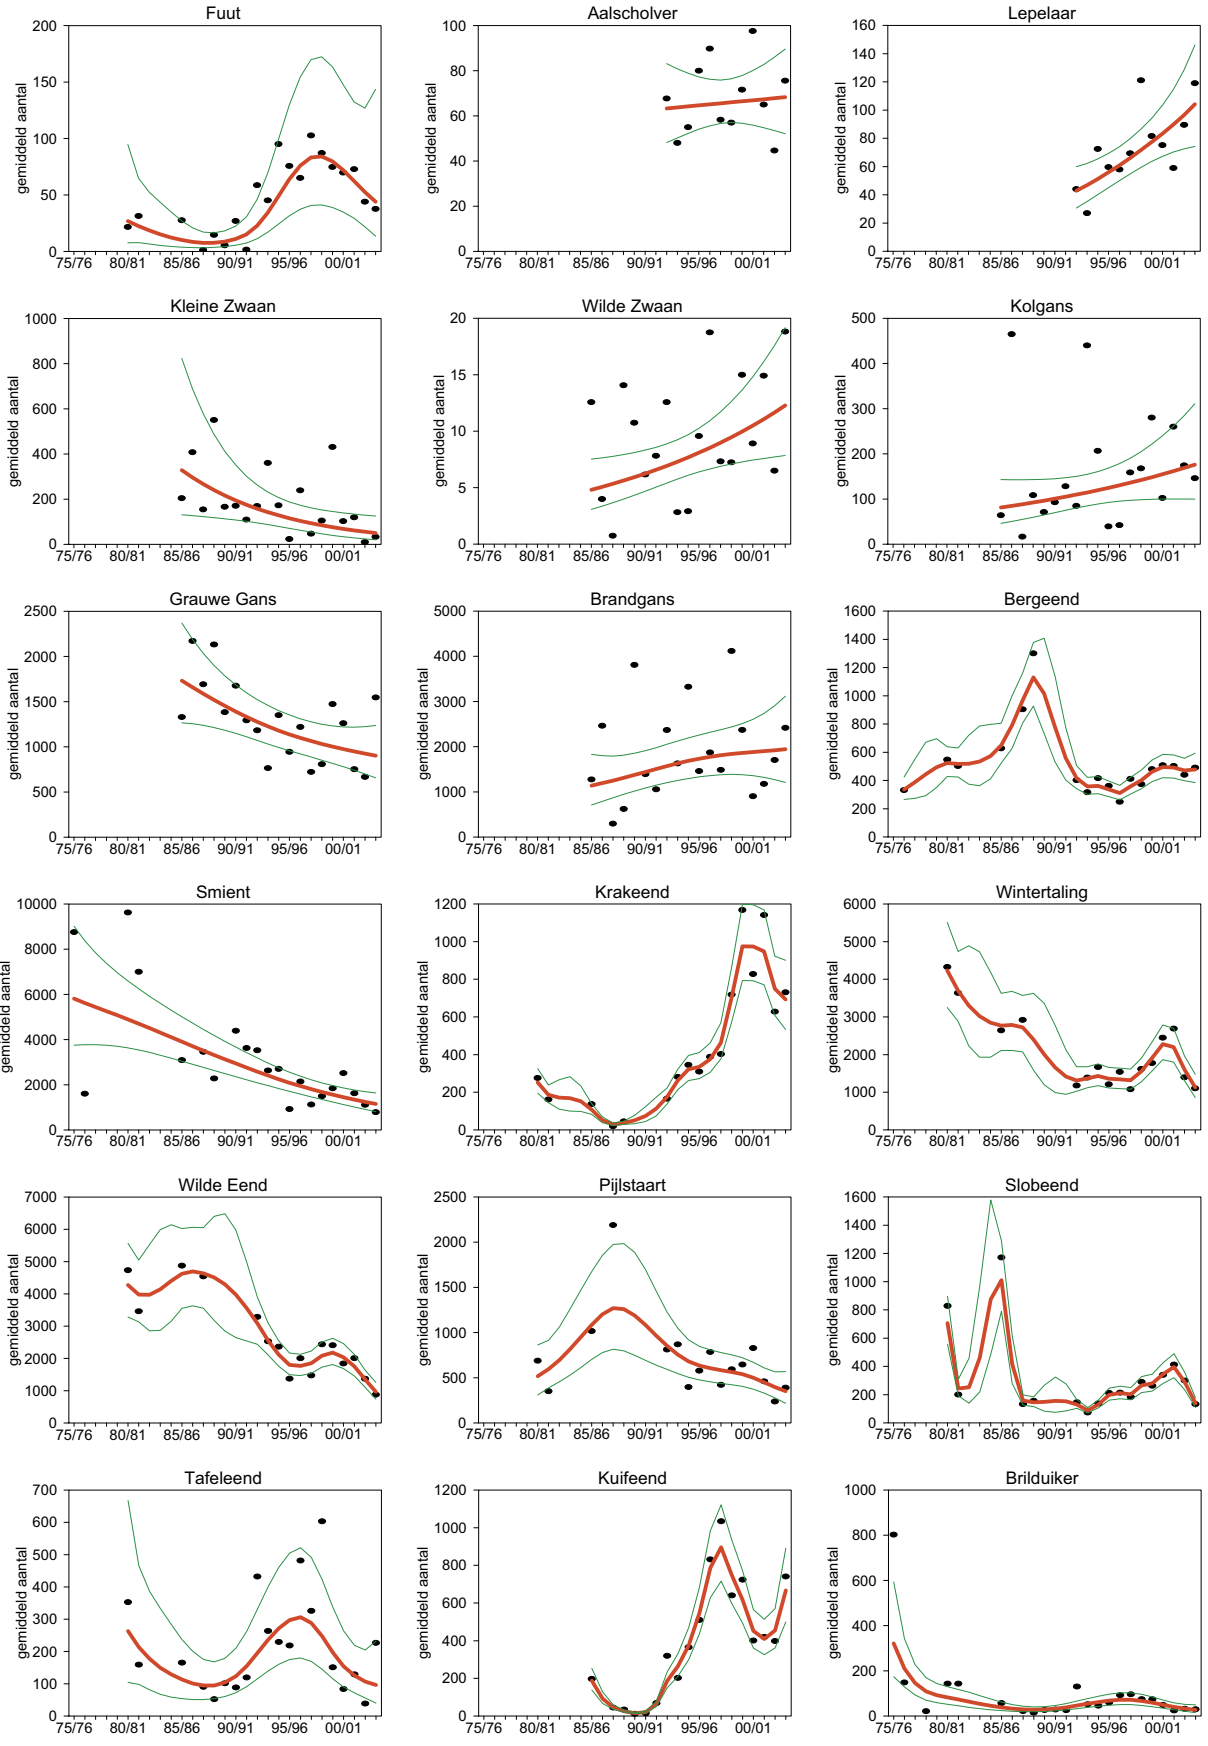 Fuut
gemiddeld aantal
200
150
100
50
0
75/76 80/81 85/86 90/91 95/96 00/01
Aalscholver
gemiddeld aantal
100
80
60
40
20
0
75/76 80/81 85/86 90/91 95/96 00/01
Lepelaar
gemiddeld aantal
160
140
120
100
80
60
40
20
0
75/76 80/81 85/86 90/91 95/96 00/01
Kleine Zwaan
gemiddeld aantal
1000
800
600
400
200
0
75/76 80/81 85/86 90/91 95/96 00/01
Wilde Zwaan
gemiddeld aantal
20
15
10
5
0
75/76 80/81 85/86 90/91 95/96 00/01
Kolgans
gemiddeld aantal
500
400
300
200
100
0
75/76 80/81 85/86 90/91 95/96 00/01
Grauwe Gans
gemiddeld aantal
2500
2000
1500
1000
500
0
75/76 80/81 85/86 90/91 95/96 00/01
Brandgans
gemiddeld aantal
5000
4000
3000
2000
1000
0
75/76 80/81 85/86 90/91 95/96 00/01
Bergeend
gemiddeld aantal
1600
1400
1200
1000
800
600
400
200
0
75/76 80/81 85/86 90/91 95/96 00/01
Smient
gemiddeld aantal
10000
8000
6000
4000
2000
0
75/76 80/81 85/86 90/91 95/96 00/01
Krakeend
gemiddeld aantal
1200
1000
800
600
400
200
0
75/76 80/81 85/86 90/91 95/96 00/01
Wintertaling
gemiddeld aantal
6000
5000
4000
3000
2000
1000
0
75/76 80/81 85/86 90/91 95/96 00/01
Wilde Eend
gemiddeld aantal
7000
6000
5000
4000
3000
2000
1000
0
75/76 80/81 85/86 90/91 95/96 00/01
Pijlstaart
gemiddeld aantal
2500
2000
1500
1000
500
0
75/76 80/81 85/86 90/91 95/96 00/01
Slobeend
gemiddeld aantal
1600
1400
1200
1000
800
600
400
200
0
75/76 80/81 85/86 90/91 95/96 00/01
Tafeleend
gemiddeld aantal
700
600
500
400
300
200
100
0
75/76 80/81 85/86 90/91 95/96 00/01
Kuifeend
gemiddeld aantal
1200
1000
800
600
400
200
0
75/76 80/81 85/86 90/91 95/96 00/01
Brilduiker
gemiddeld aantal
1000
800
600
400
200
0
75/76 80/81 85/86 90/91 95/96 00/01